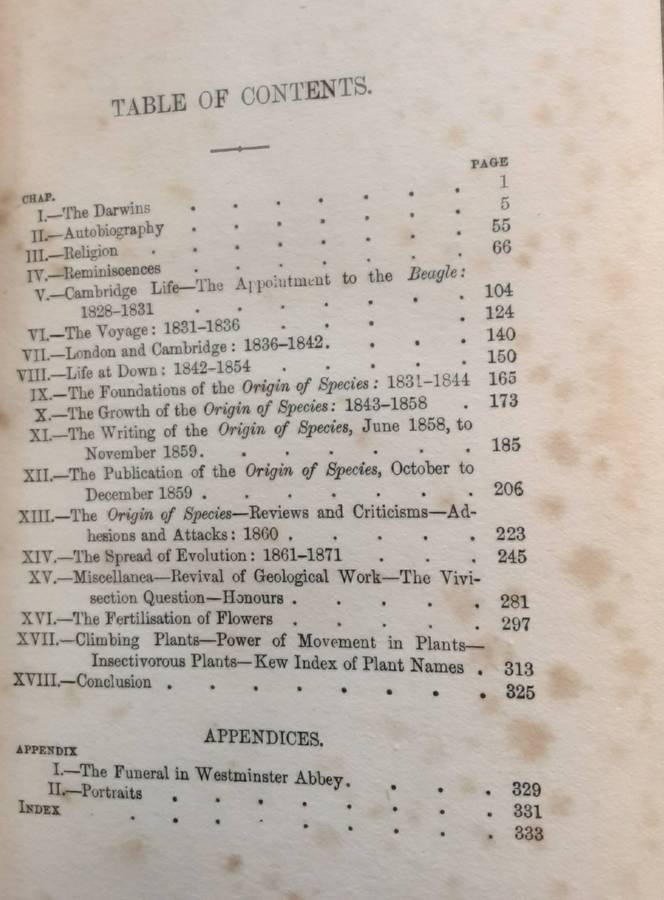 TABLE OF CONTENTS.
CHAP. PAGE
I.—The Darwins . . . . . . . 1
II.—Autobiography . . . . . . . 5
III.—Religion . . . . . . . 55
IV.—Reminiscences . . . . . . . 66
V.—Cambridge Life—The Appointment to the Beagle:
1828-1831 . . . . . . . 104
VI.—The Voyage: 1831-1836 . . . . 124
VII.—London and Cambridge: 1836-1842. . . . 140
VIII.—Life at Down: 1842-1854 . . . . . 150
IX.—The Foundations of the Origin of Species: 1831-1844 165
X.—The Growth of the Origin of Species: 1843-1858 . 173
XI.—The Writing of the Origin of Species, June 1858, to
November 1859. . . . . . . 185
XII.—The Publication of the Origin of Species, October to
December 1859 . . . . . . . 206
XIII.—The Origin of Species—Reviews and Criticisms—Ad-
hesions and Attacks: 1860 . . . . . 223
XIV.—The Spread of Evolution: 1861-1871 . . . 245
XV.—Miscellanea—Revival of Geological Work—The Vivi-
section Question—Honours . . . . . 281
XVI.—The Fertilisation of Flowers . . . . . 297
XVII.—Climbing Plants—Power of Movement in Plants—
Insectivorous Plants—Kew Index of Plant Names . 313
XVIII.—Conclusion . . . . . . . . 325
APPENDICES.
APPENDIX
I.—The Funeral in Westminster Abbey. . . . . 329
II.—Portraits . . . . . . . . 331
INDEX . . . . . . . . 333